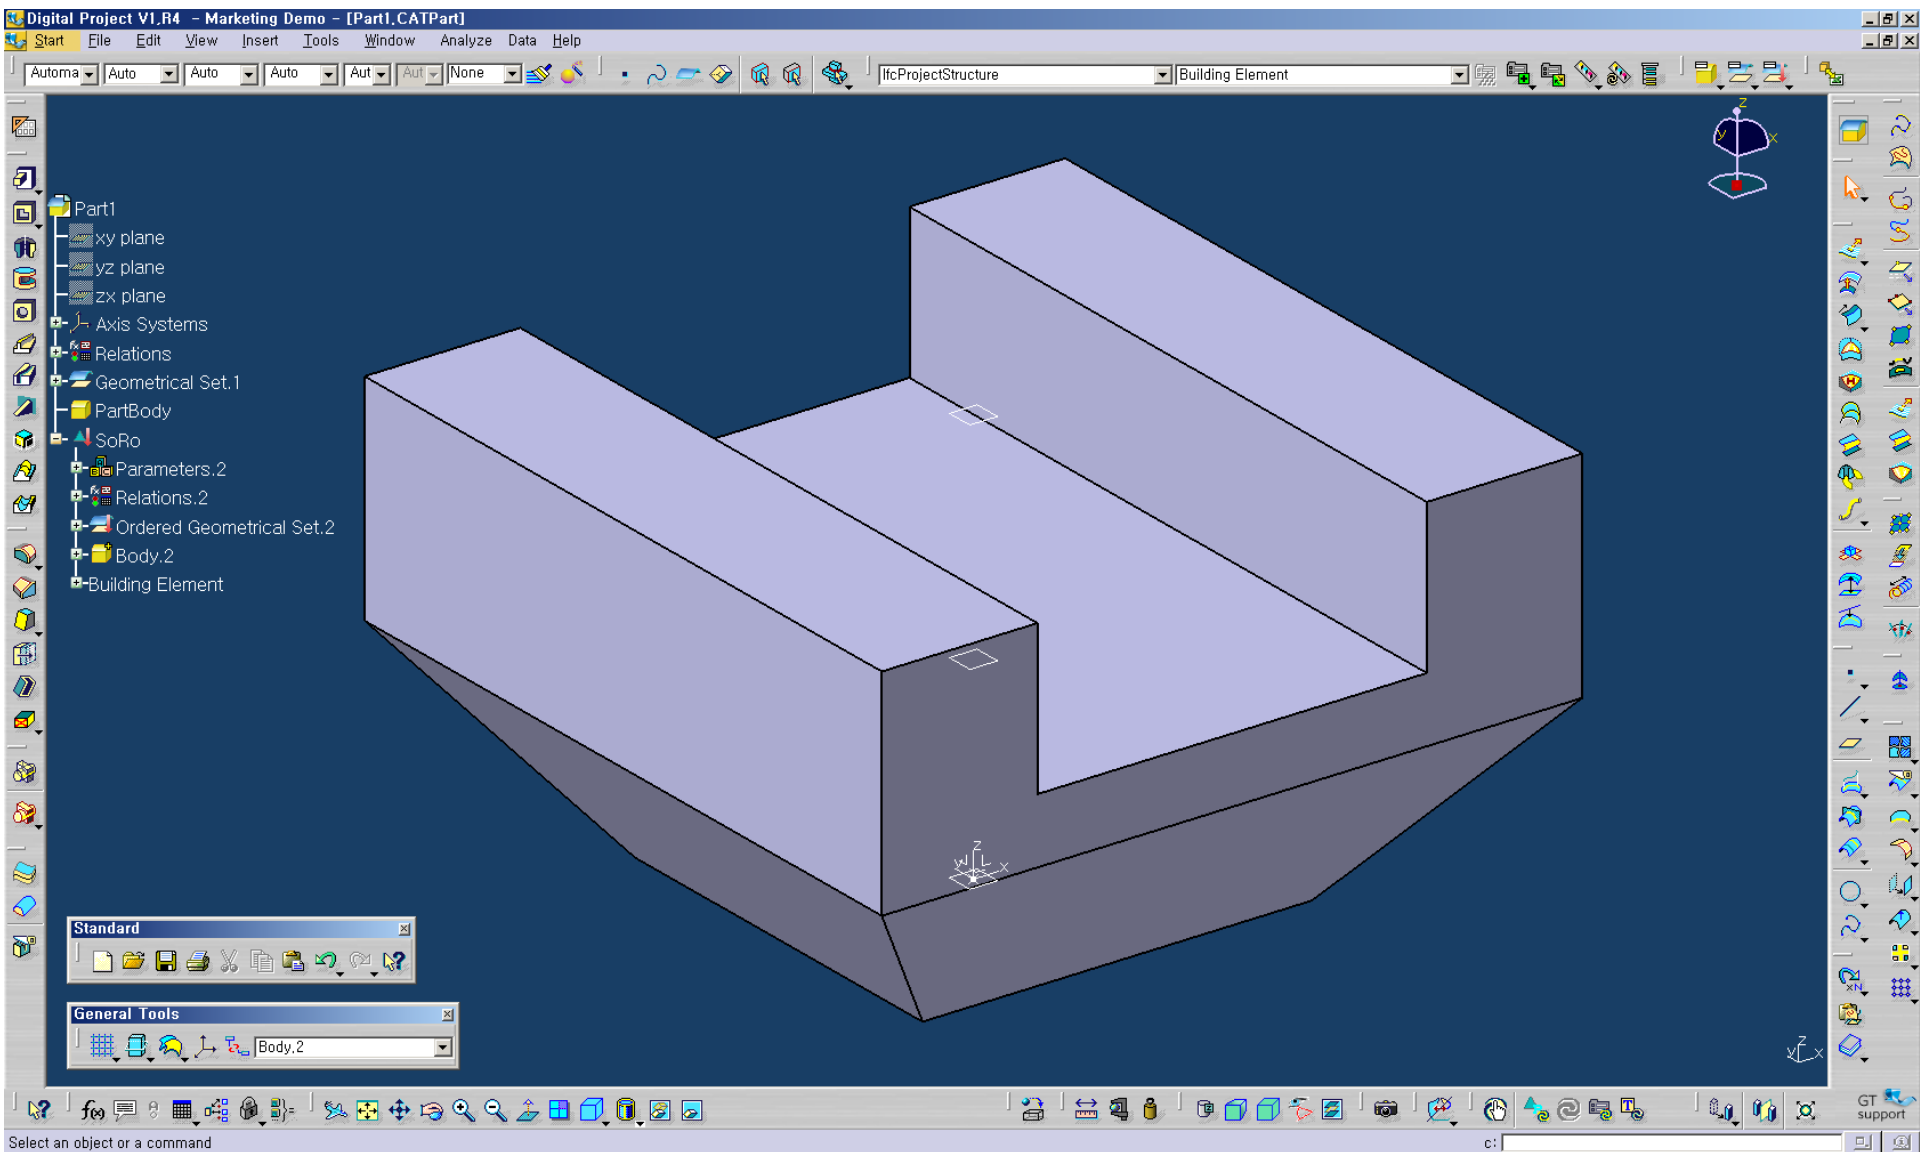 Digital Project V1,R4 - Marketing Demo - [Part1,CATPart]
Start File Edit View Insert Tools Window Analyze Data Help
Automa Auto Auto Auto Aut Aut None IfcProjectStructure Building Element
z
y x
Part1
xy plane
yz plane
zx plane
Axis Systems
Relations
Geometrical Set.1
PartBody
SoRo
Parameters.2
Relations.2
Ordered Geometrical Set.2
Body.2
Building Element
z
x
Standard
General Tools
Body,2
z
y x
GT
support
Select an object or a command
c: